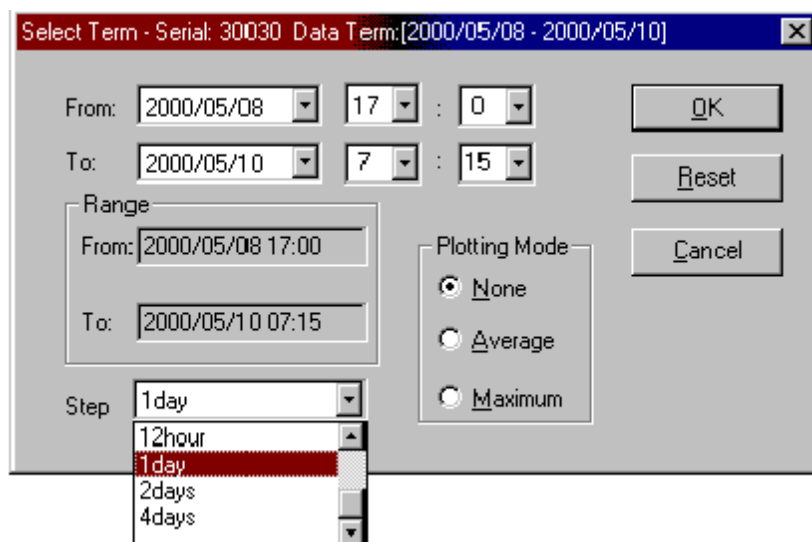 Select Term - Serial: 30030 Data Term:[2000/05/08 - 2000/05/10]
From: 2000/05/08 17 : 0
OK
To: 2000/05/10 7 : 15
Reset
Range
From: 2000/05/08 17:00
To: 2000/05/10 07:15
Plotting Mode
None
Average
Maximum
Cancel
Step 1day
12hour
1day
2days
4days